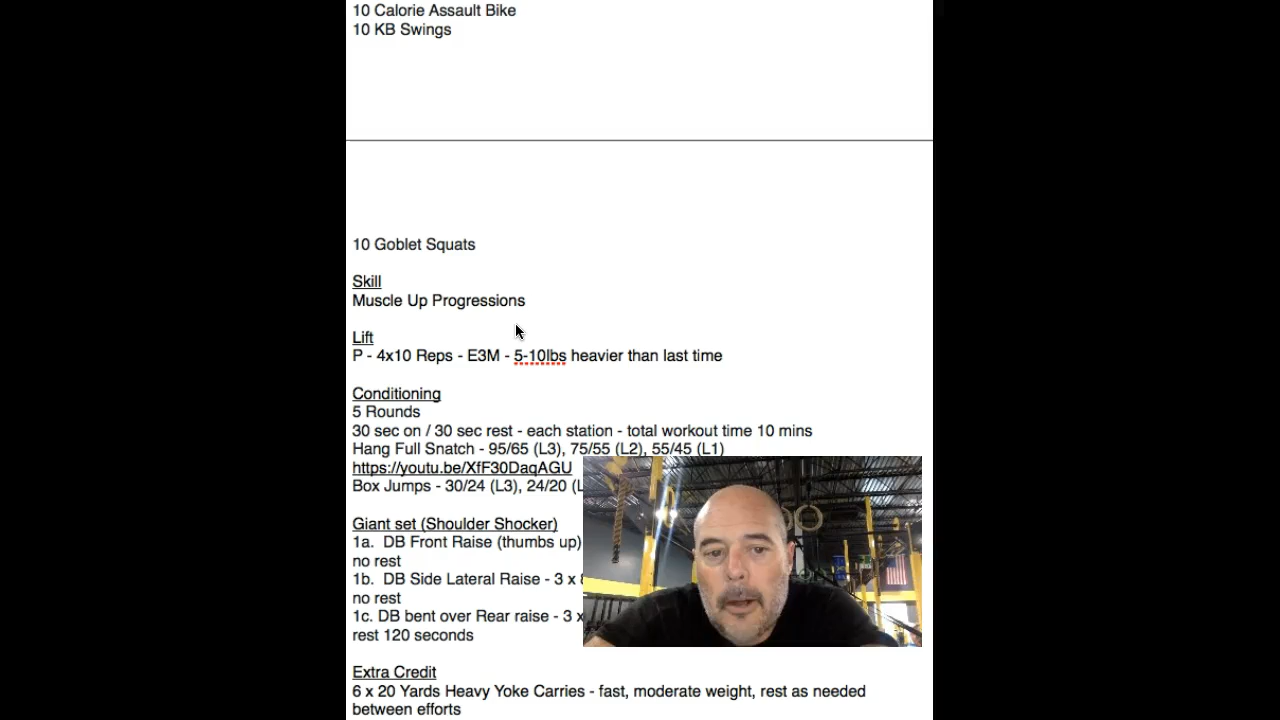 10 Calorie Assault Bike
10 KB Swings
10 Goblet Squats
Skill
Muscle Up Progressions
Lift
P - 4x10 Reps - E3M - 5-10lbs heavier than last time
Conditioning
5 Rounds
30 sec on / 30 sec rest - each station - total workout time 10 mins
Hang Full Snatch - 95/65 (L3), 75/55 (L2), 55/45 (L1)
https://youtu.be/XfF30DaqAGU
Box Jumps - 30/24 (L3), 24/20
Giant set (Shoulder Shocker)
1a. DB Front Raise (thumbs up)
no rest
1b. DB Side Lateral Raise - 3 x
no rest
1c. DB bent over Rear raise - 3 x
rest 120 seconds
Extra Credit
6 x 20 Yards Heavy Yoke Carries - fast, moderate weight, rest as needed
between efforts